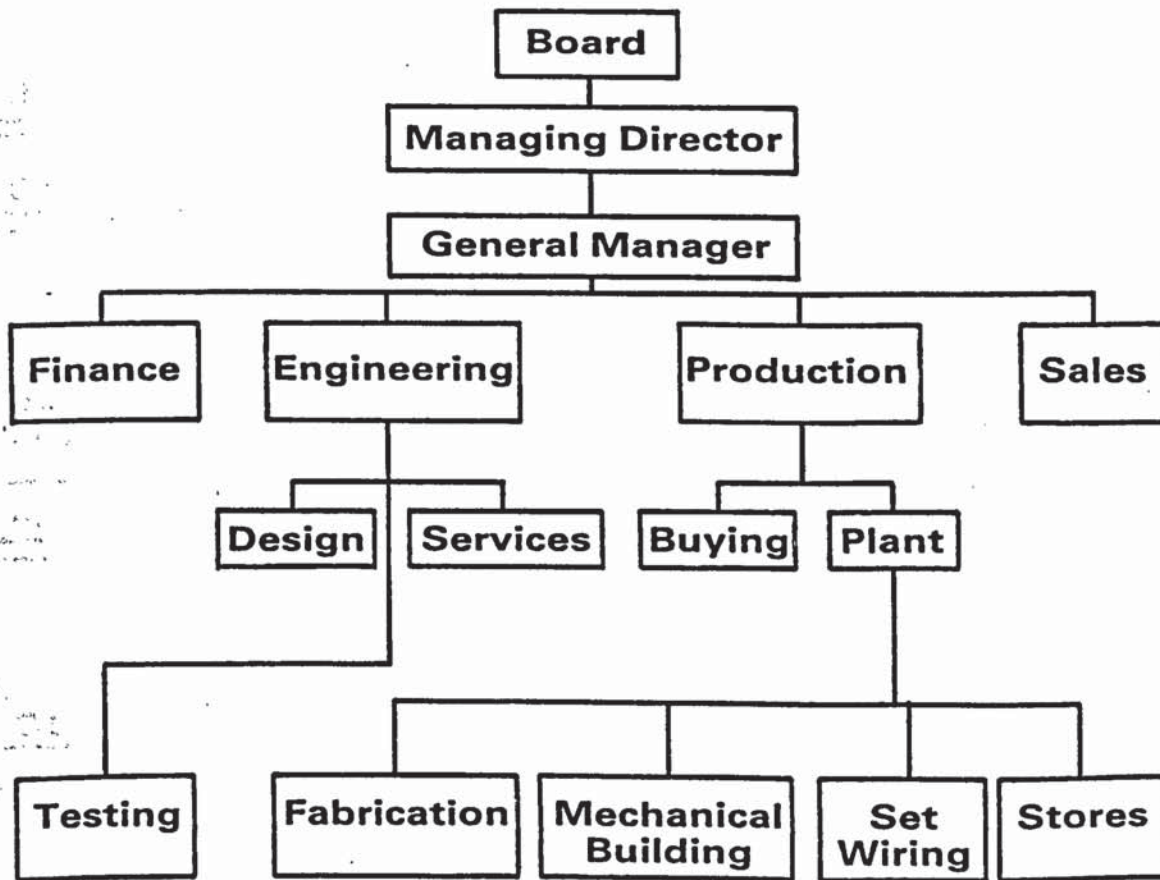 Board
Managing Director
General Manager
Finance
Engineering
Production
Sales
Design
Services
Buying
Plant
Testing
Fabrication
Mechanical
Building
Set
Wiring
Stores